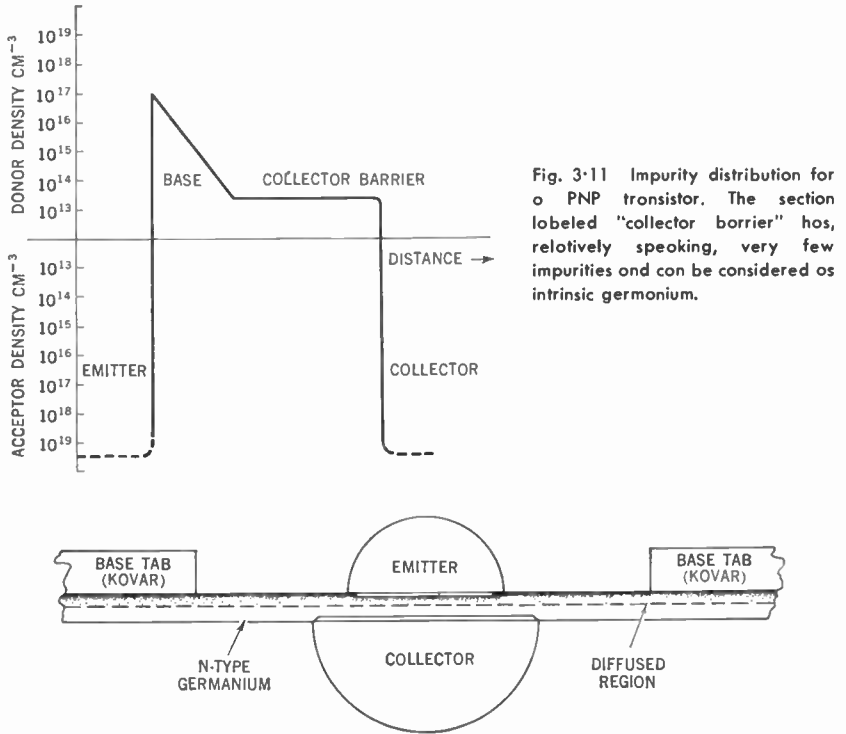 DONOR DENSITY CM⁻³
10¹⁹
10¹⁸
10¹⁷
10¹⁶
10¹⁵
10¹⁴
10¹³
BASE
COLLECTOR BARRIER
DISTANCE →
ACCEPTOR DENSITY CM⁻³
10¹³
10¹⁴
10¹⁵
10¹⁶
10¹⁷
10¹⁸
10¹⁹
EMITTER
COLLECTOR
Fig. 3·11 Impurity distribution for
o PNP tronsistor. The section
lobeled "collector borrier" hos,
relotively speoking, very few
impurities ond con be considered os
intrinsic germonium.
BASE TAB
(KOVAR)
EMITTER
BASE TAB
(KOVAR)
N-TYPE
GERMANIUM
COLLECTOR
DIFFUSED
REGION